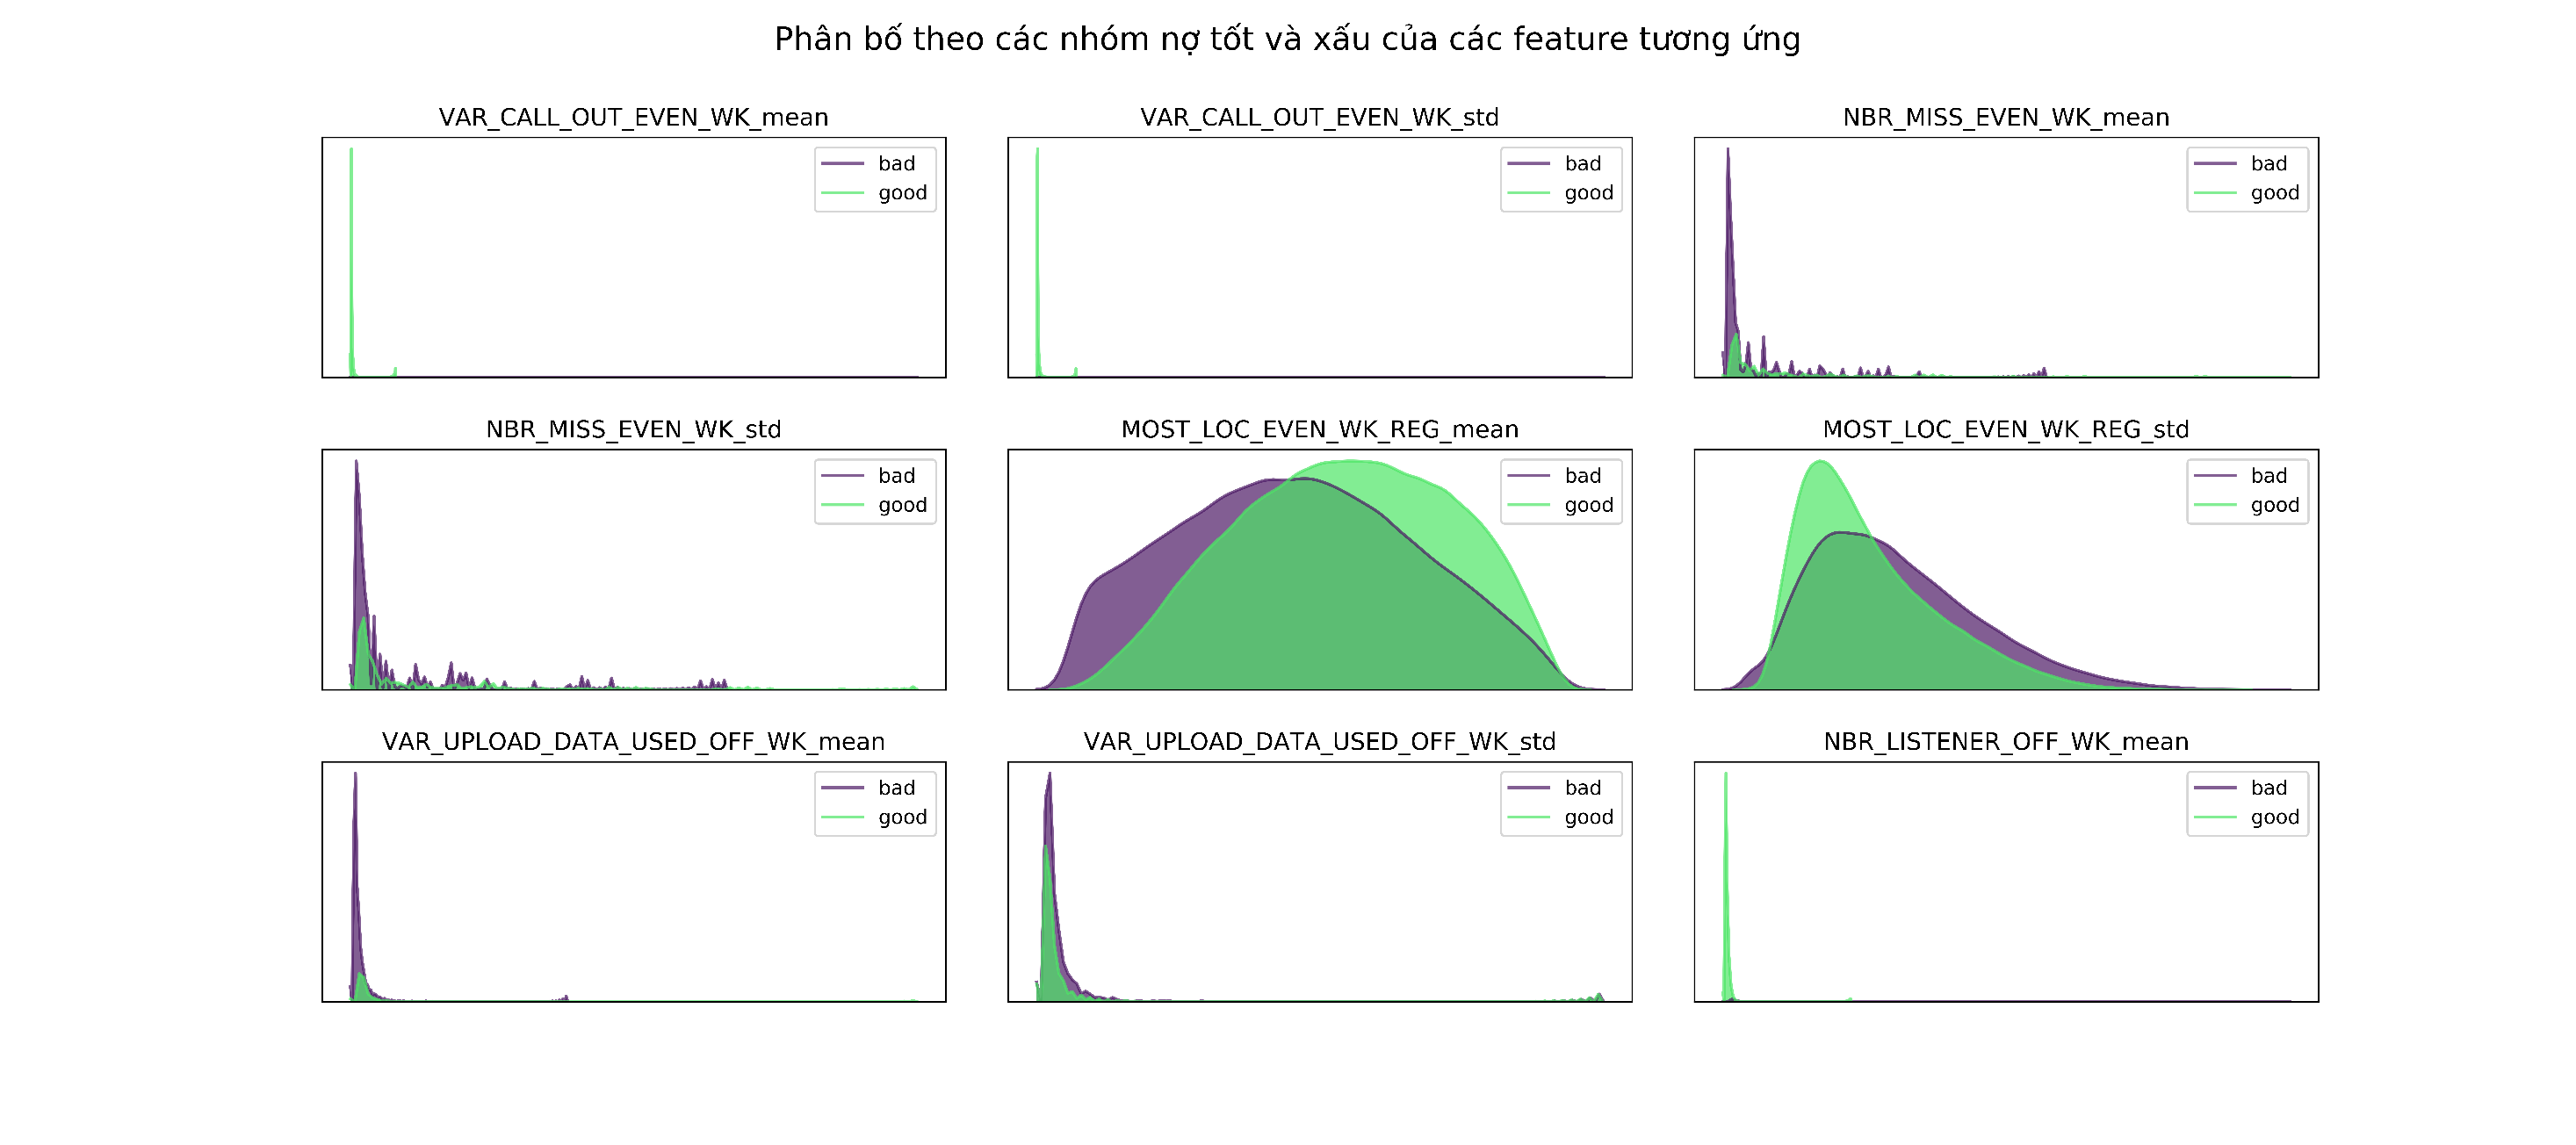 Phân bố theo các nhóm nợ tốt và xấu của các feature tương ứng
VAR_CALL_OUT_EVEN_WK_mean
bad
good
VAR_CALL_OUT_EVEN_WK_std
bad
good
NBR_MISS_EVEN_WK_mean
bad
good
NBR_MISS_EVEN_WK_std
bad
good
MOST_LOC_EVEN_WK_REG_mean
bad
good
MOST_LOC_EVEN_WK_REG_std
bad
good
VAR_UPLOAD_DATA_USED_OFF_WK_mean
bad
good
VAR_UPLOAD_DATA_USED_OFF_WK_std
bad
good
NBR_LISTENER_OFF_WK_mean
bad
good